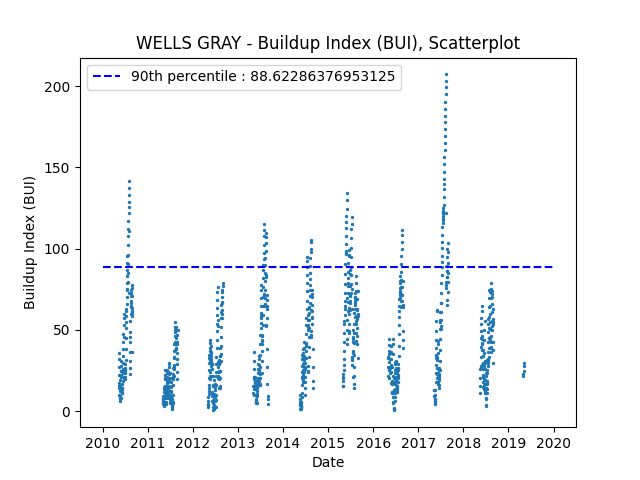 WELLS GRAY - Buildup Index (BUI), Scatterplot
90th percentile : 88.62286376953125
Buildup Index (BUI)
200
150
100
50
0
2010 2011 2012 2013 2014 2015 2016 2017 2018 2019 2020
Date